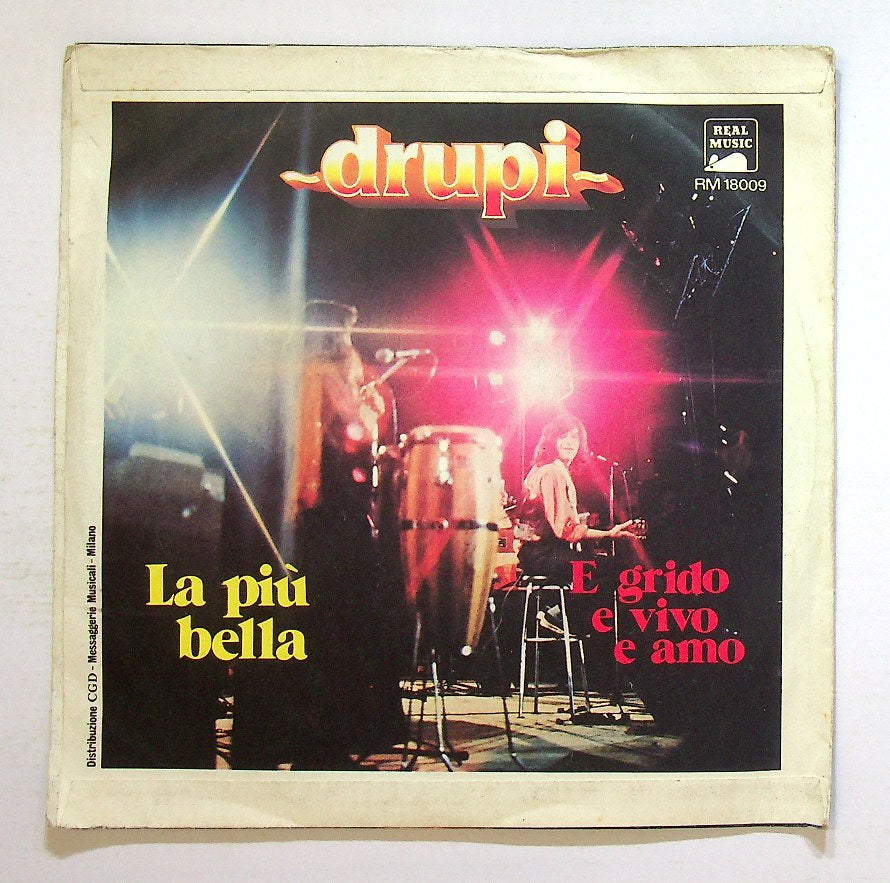 ~drupi~
REAL
MUSIC
RM 18009
La più
bella
E grido
e vivo
e amo
Distribuzione CGD - Messaggerie Musicali - Milano